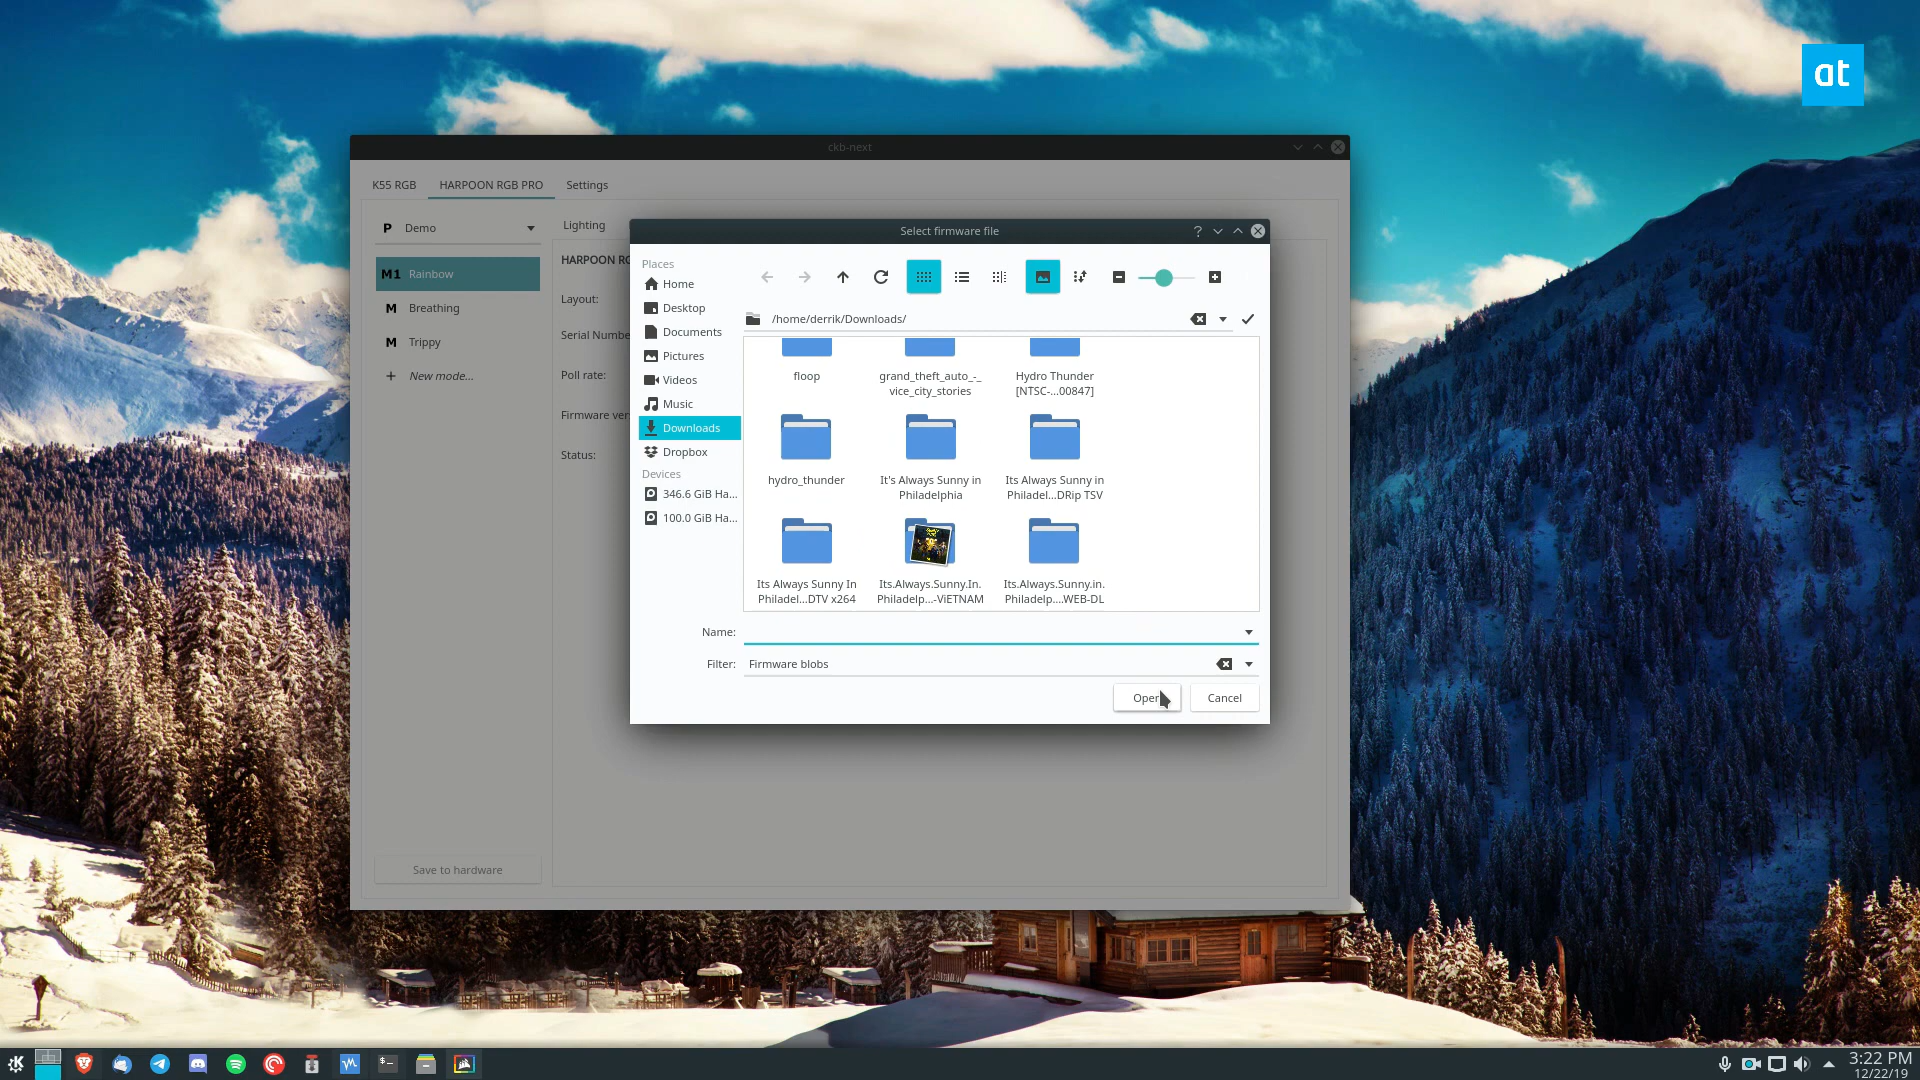 at
ckb-next
K55 RGB
HARPOON RGB PRO
Settings
P Demo
M1 Rainbow
M Breathing
M Trippy
+ New mode...
Save to hardware
Lighting
HARPOON RG
Layout:
Serial Numbe
Poll rate:
Firmware ver
Status:
Select firmware file
?
Places
Home
Desktop
Documents
Pictures
Videos
Music
Downloads
Dropbox
Devices
346.6 GiB Ha...
100.0 GiB Ha...
/home/derrik/Downloads/
floop
grand_theft_auto_-_
vice_city_stories
Hydro Thunder
[NTSC-...00847]
hydro_thunder
It's Always Sunny in
Philadelphia
Its Always Sunny in
Philadel...DRip TSV
Its Always Sunny In
Philadel...DTV x264
Its.Always.Sunny.In.
Philadelp...-ViETNAM
Its.Always.Sunny.in.
Philadelp....WEB-DL
Name:
Filter: Firmware blobs
Open
Cancel
3:22 PM
12/22/19